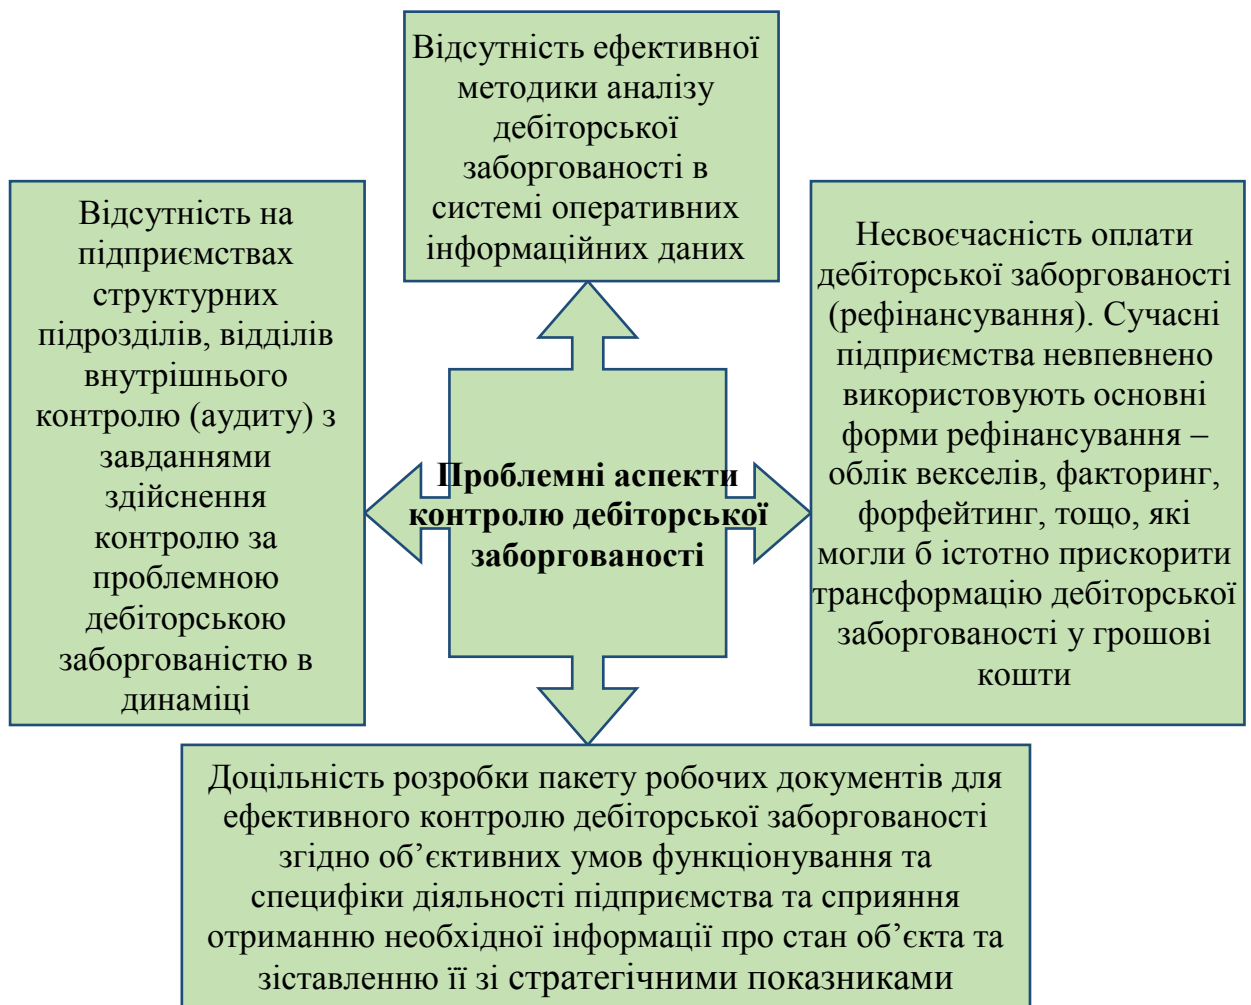 Відсутність ефективної
методики аналізу
дебіторської
заборгованості в
системі оперативних
інформаційних даних
Відсутність на
підприємствах
структурних
підрозділів, відділів
внутрішнього
контролю (аудиту) з
завданнями
здійснення
контролю за
проблемною
дебіторською
заборгованістю в
динаміці
Проблемні аспекти
контролю дебіторської
заборгованості
Несвоєчасність оплати
дебіторської заборгованості
(рефінансування). Сучасні
підприємства невпевнено
використовують основні
форми рефінансування –
облік векселів, факторинг,
форфейтинг, тощо, які
могли б істотно прискорити
трансформацію дебіторської
заборгованості у грошові
кошти
Доцільність розробки пакету робочих документів для
ефективного контролю дебіторської заборгованості
згідно об’єктивних умов функціонування та
специфіки діяльності підприємства та сприяння
отриманню необхідної інформації про стан об’єкта та
зіставленню її зі стратегічними показниками